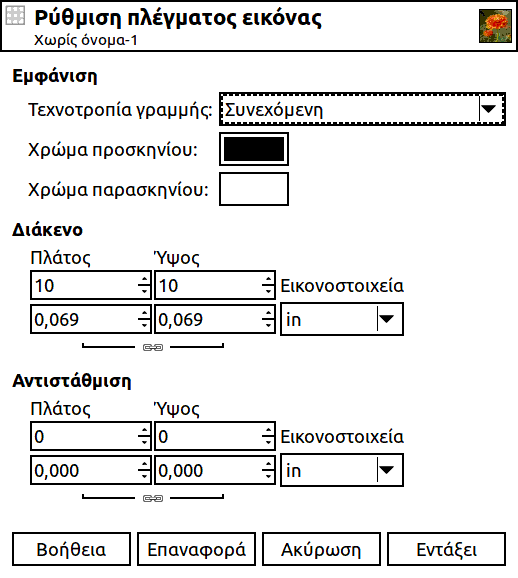 Ρύθμιση πλέγματος εικόνας
Χωρίς όνομα-1
Εμφάνιση
Τεχνοτροπία γραμμής: Συνεχόμενη
Χρώμα προσκηνίου:
Χρώμα παρασκηνίου:
Διάκενο
Πλάτος Ύψος
10 10 Εικονοστοιχεία
0,069 0,069 in
Αντιστάθμιση
Πλάτος Ύψος
0 0 Εικονοστοιχεία
0,000 0,000 in
Βοήθεια Επαναφορά Ακύρωση Εντάξει